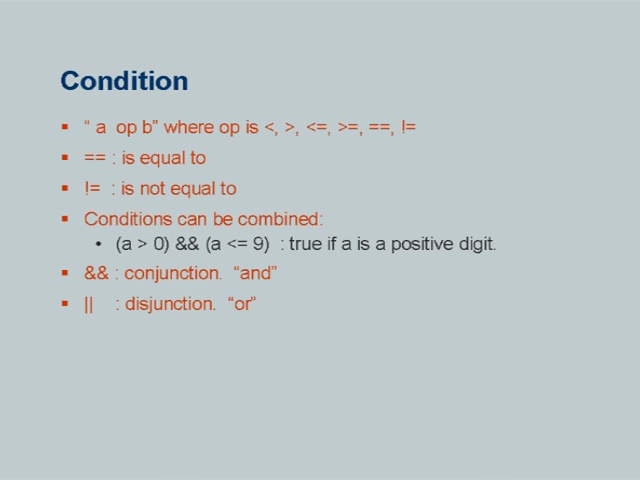 Condition
“ a op b” where op is <, >, <=, >=, ==, !=
== : is equal to
!= : is not equal to
Conditions can be combined:
(a > 0) && (a <= 9) : true if a is a positive digit.
&& : conjunction. “and”
|| : disjunction. “or”